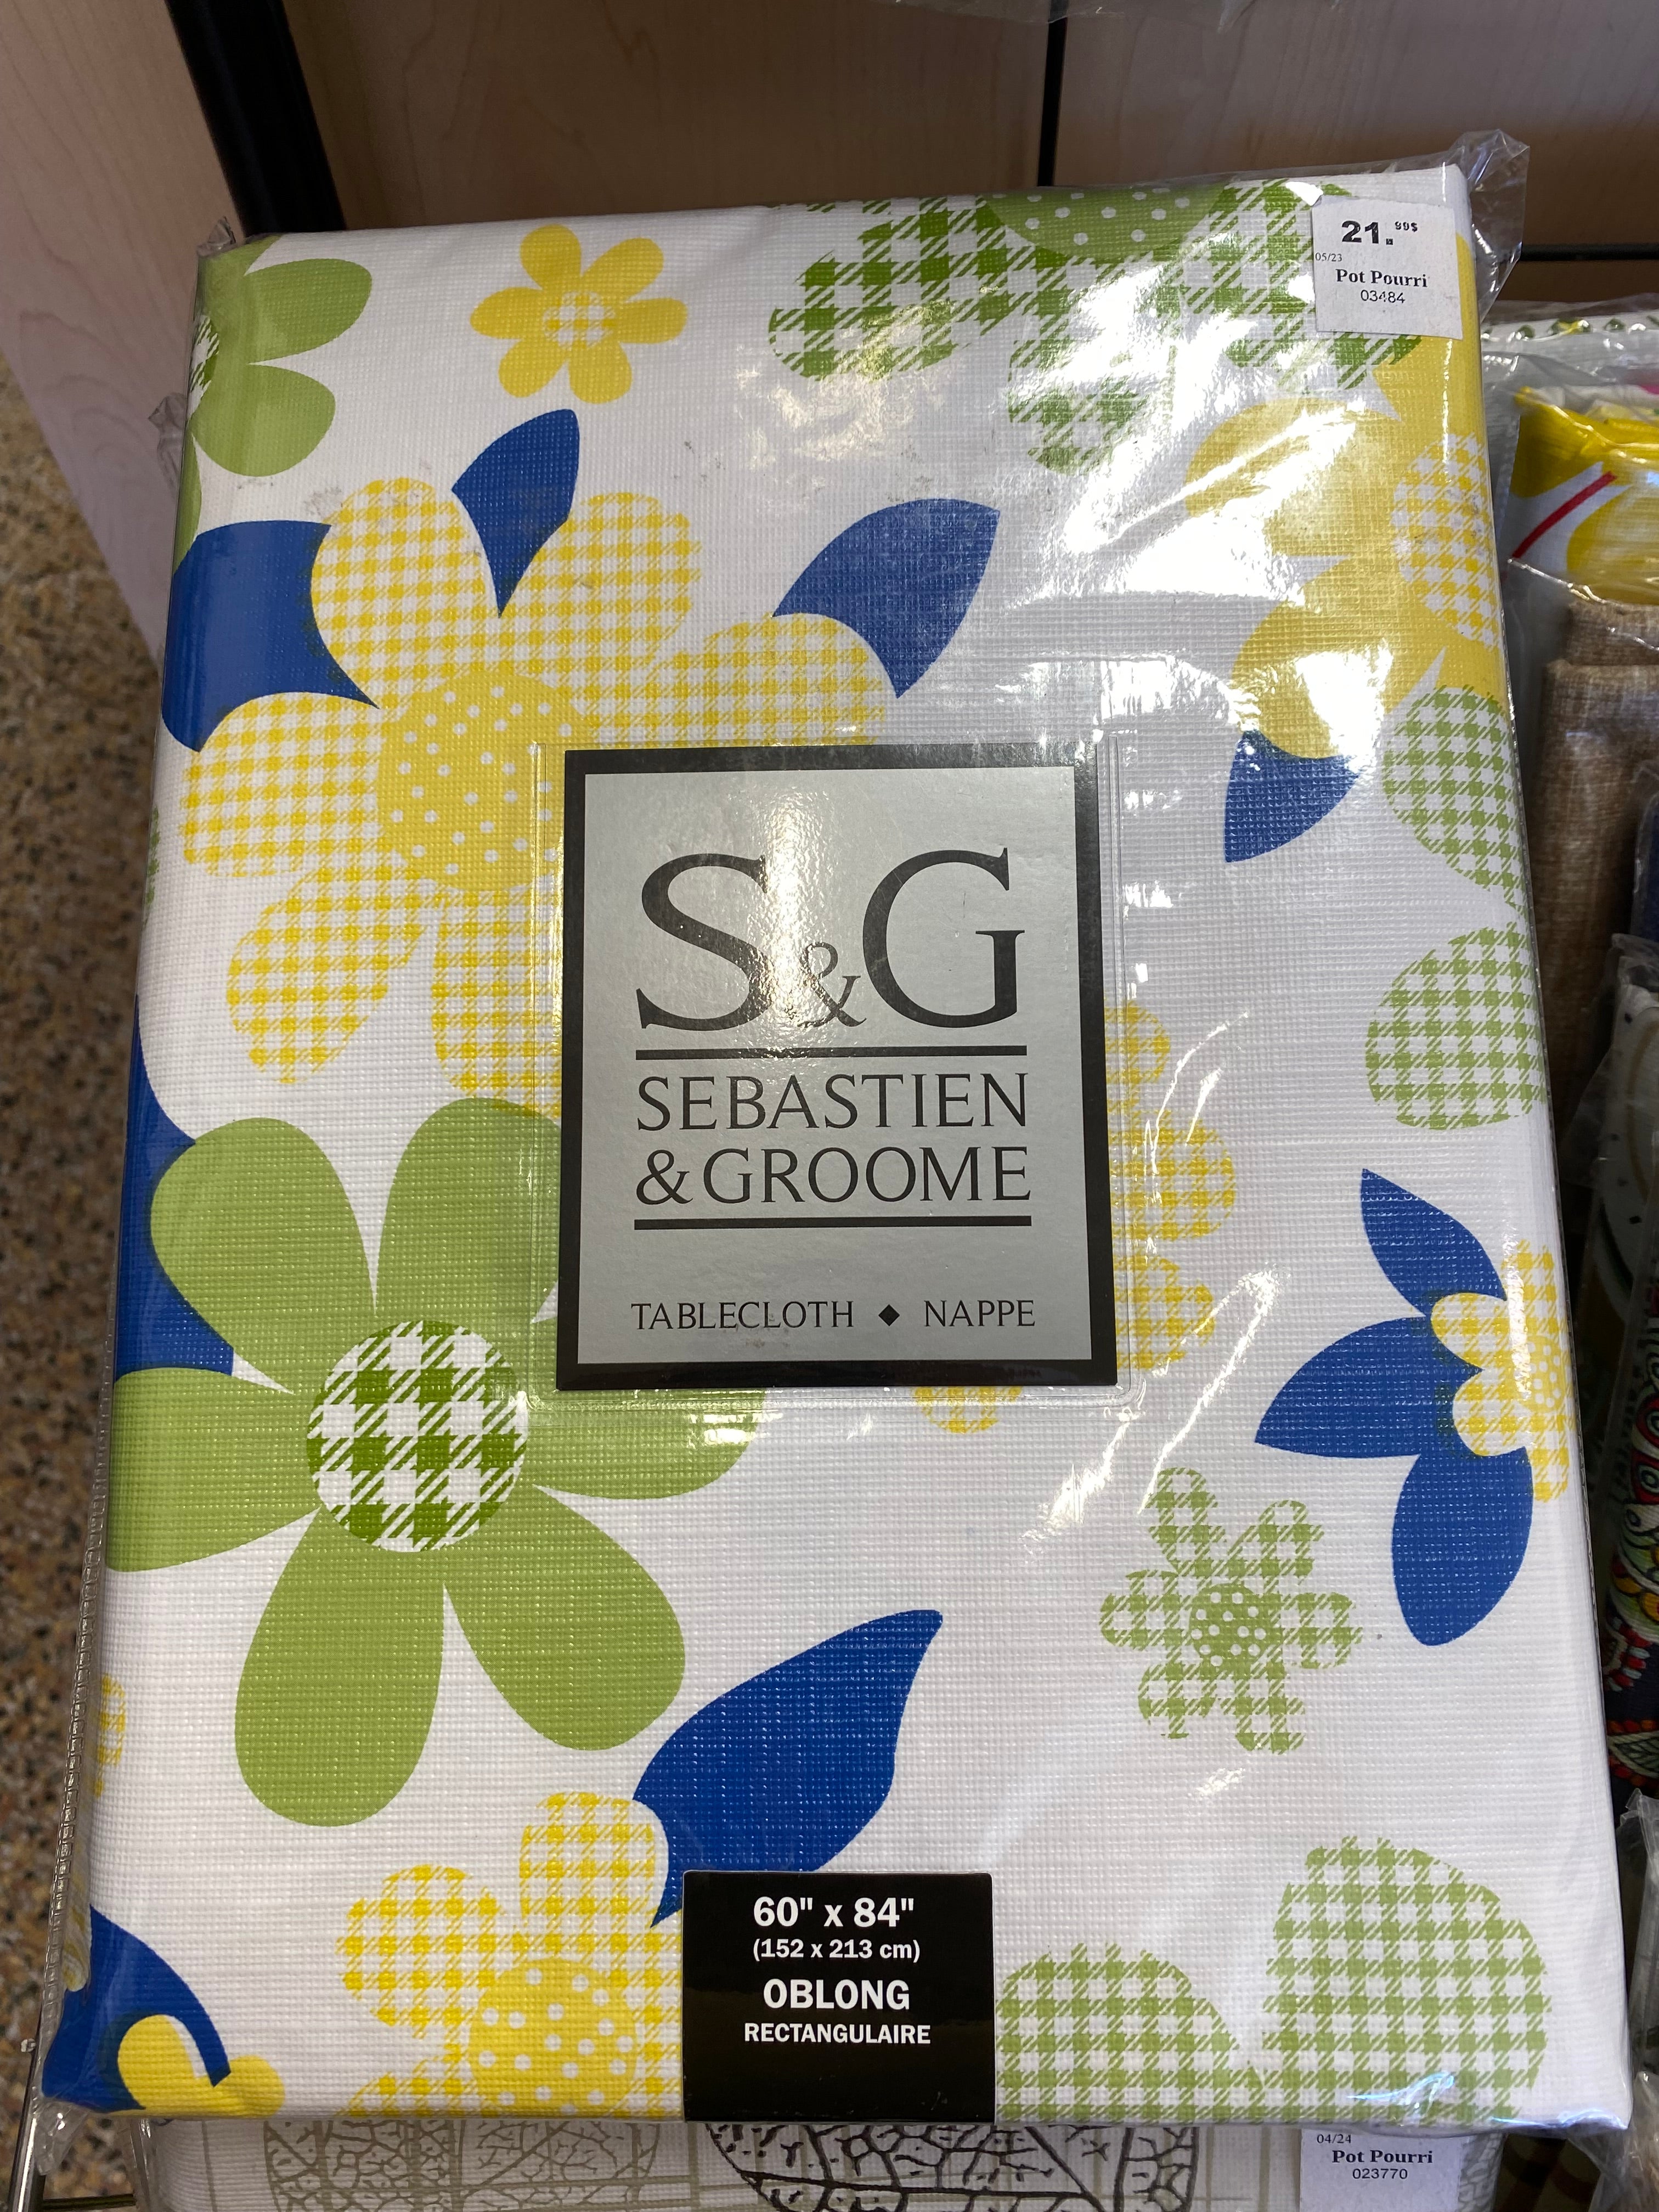 21.99$
05/23
Pot Pourri
03484
S&G
SEBASTIEN
& GROOME
TABLECLOTH ◆ NAPPE
60" x 84"
(152 x 213 cm)
OBLONG
RECTANGULAIRE
04/24
Pot Pourri
023770